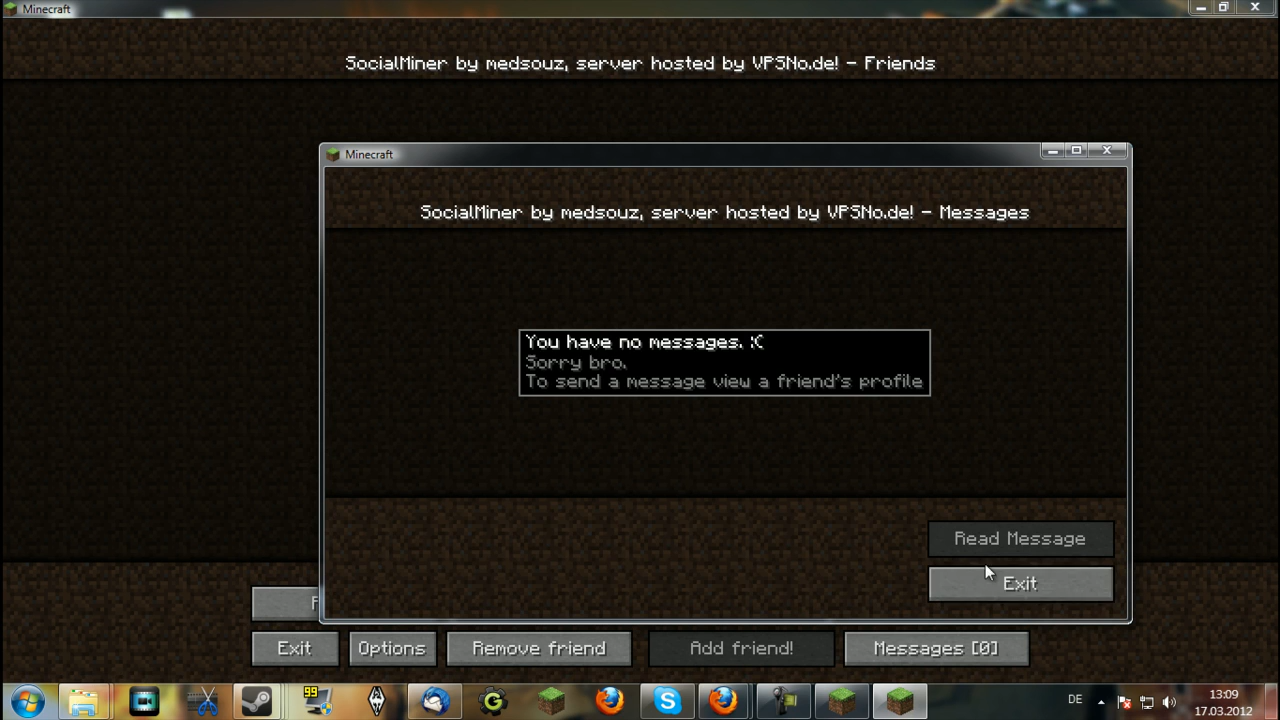 Minecraft
SocialMiner by medsouz, server hosted by VPSNo.de! - Friends
Minecraft
SocialMiner by medsouz, server hosted by VPSNo.de! - Messages
You have no messages. :(
Sorry bro.
To send a message view a friend's profile
Read Message
Exit
Exit
Options
Remove friend
Add friend!
Messages [0]
99
DE
13:09
17.03.2012